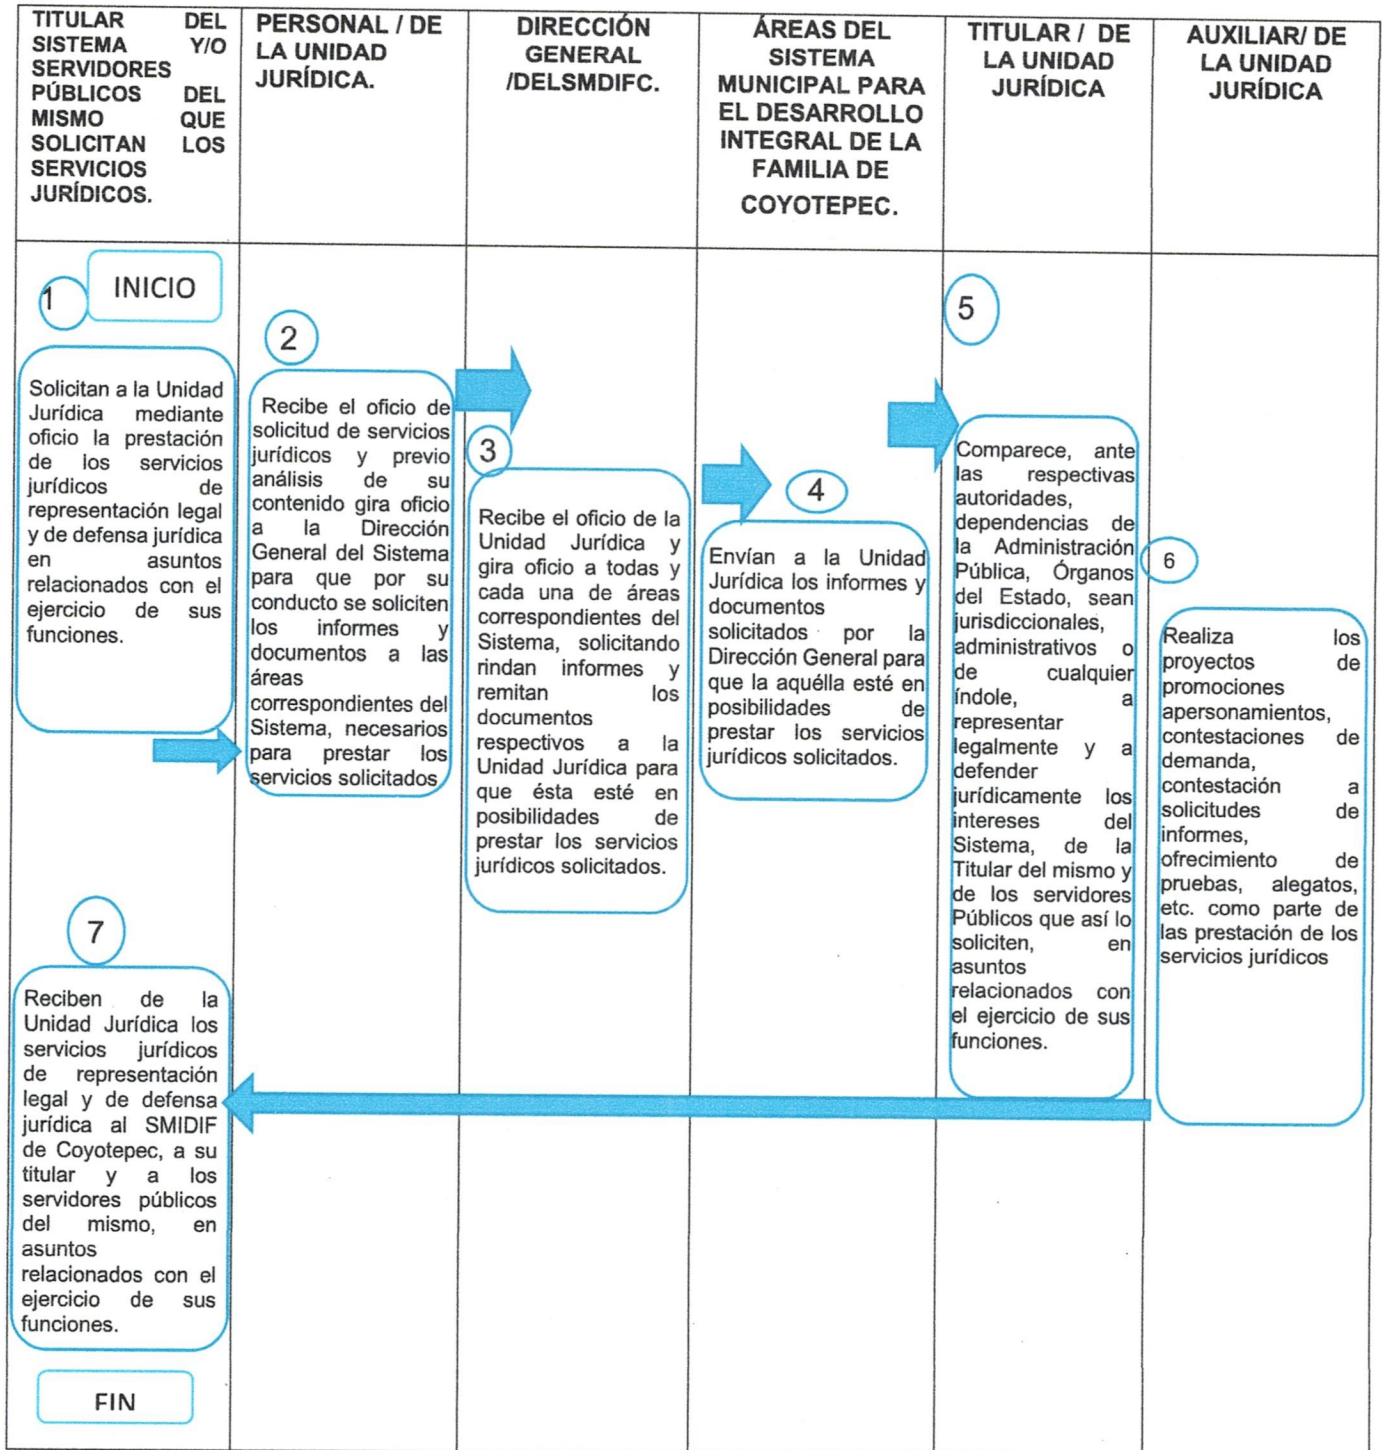 TITULAR DEL
SISTEMA Y/O
SERVIDORES
PÚBLICOS DEL
MISMO QUE
SOLICITAN LOS
SERVICIOS
JURÍDICOS.
PERSONAL / DE
LA UNIDAD
JURÍDICA.
DIRECCIÓN
GENERAL
/DELSMDIFC.
ÁREAS DEL
SISTEMA
MUNICIPAL PARA
EL DESARROLLO
INTEGRAL DE LA
FAMILIA DE
COYOTEPEC.
TITULAR / DE
LA UNIDAD
JURÍDICA
AUXILIAR/ DE
LA UNIDAD
JURÍDICA
INICIO
1
Solicitan a la Unidad
Jurídica mediante
oficio la prestación
de los servicios
jurídicos de
representación legal
y de defensa jurídica
en asuntos
relacionados con el
ejercicio de sus
funciones.
2
Recibe el oficio de
solicitud de servicios
jurídicos y previo
análisis de su
contenido gira oficio
a la Dirección
General del Sistema
para que por su
conducto se soliciten
los informes y
documentos a las
áreas
correspondientes del
Sistema, necesarios
para prestar los
servicios solicitados
3
Recibe el oficio de la
Unidad Jurídica y
gira oficio a todas y
cada una de áreas
correspondientes del
Sistema, solicitando
rindan informes y
remitan los
documentos
respectivos a la
Unidad Jurídica para
que ésta esté en
posibilidades de
prestar los servicios
jurídicos solicitados.
4
Envían a la Unidad
Jurídica los informes y
documentos
solicitados por la
Dirección General para
que la aquélla esté en
posibilidades de
prestar los servicios
jurídicos solicitados.
5
Comparece, ante
las respectivas
autoridades,
dependencias de
la Administración
Pública, Órganos
del Estado, sean
jurisdiccionales,
administrativos o
de cualquier
índole, a
representar
legalmente y a
defender
jurídicamente los
intereses del
Sistema, de la
Titular del mismo y
de los servidores
Públicos que así lo
soliciten, en
asuntos
relacionados con
el ejercicio de sus
funciones.
6
Realiza los
proyectos de
promociones
apersonamientos,
contestaciones de
demanda,
contestación a
solicitudes de
informes,
ofrecimiento de
pruebas, alegatos,
etc. como parte de
las prestación de los
servicios jurídicos
7
Reciben de la
Unidad Jurídica los
servicios jurídicos
de representación
legal y de defensa
jurídica al SMIDIF
de Coyotepec, a su
titular y a los
servidores públicos
del mismo, en
asuntos
relacionados con el
ejercicio de sus
funciones.
FIN